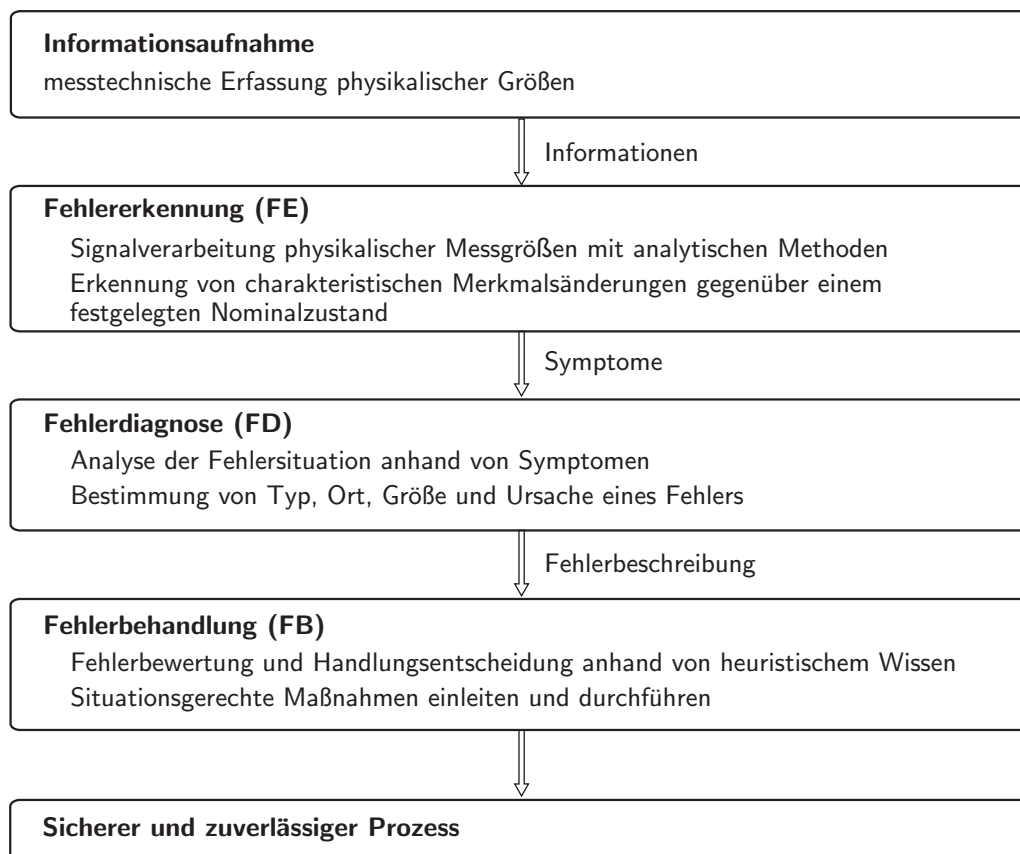 Informationsaufnahme
messtechnische Erfassung physikalischer Größen
Informationen
Fehlererkennung (FE)
Signalverarbeitung physikalischer Messgrößen mit analytischen Methoden
Erkennung von charakteristischen Merkmalsänderungen gegenüber einem
festgelegten Nominalzustand
Symptome
Fehlerdiagnose (FD)
Analyse der Fehlersituation anhand von Symptomen
Bestimmung von Typ, Ort, Größe und Ursache eines Fehlers
Fehlerbeschreibung
Fehlerbehandlung (FB)
Fehlerbewertung und Handlungsentscheidung anhand von heuristischem Wissen
Situationsgerechte Maßnahmen einleiten und durchführen
Sicherer und zuverlässiger Prozess